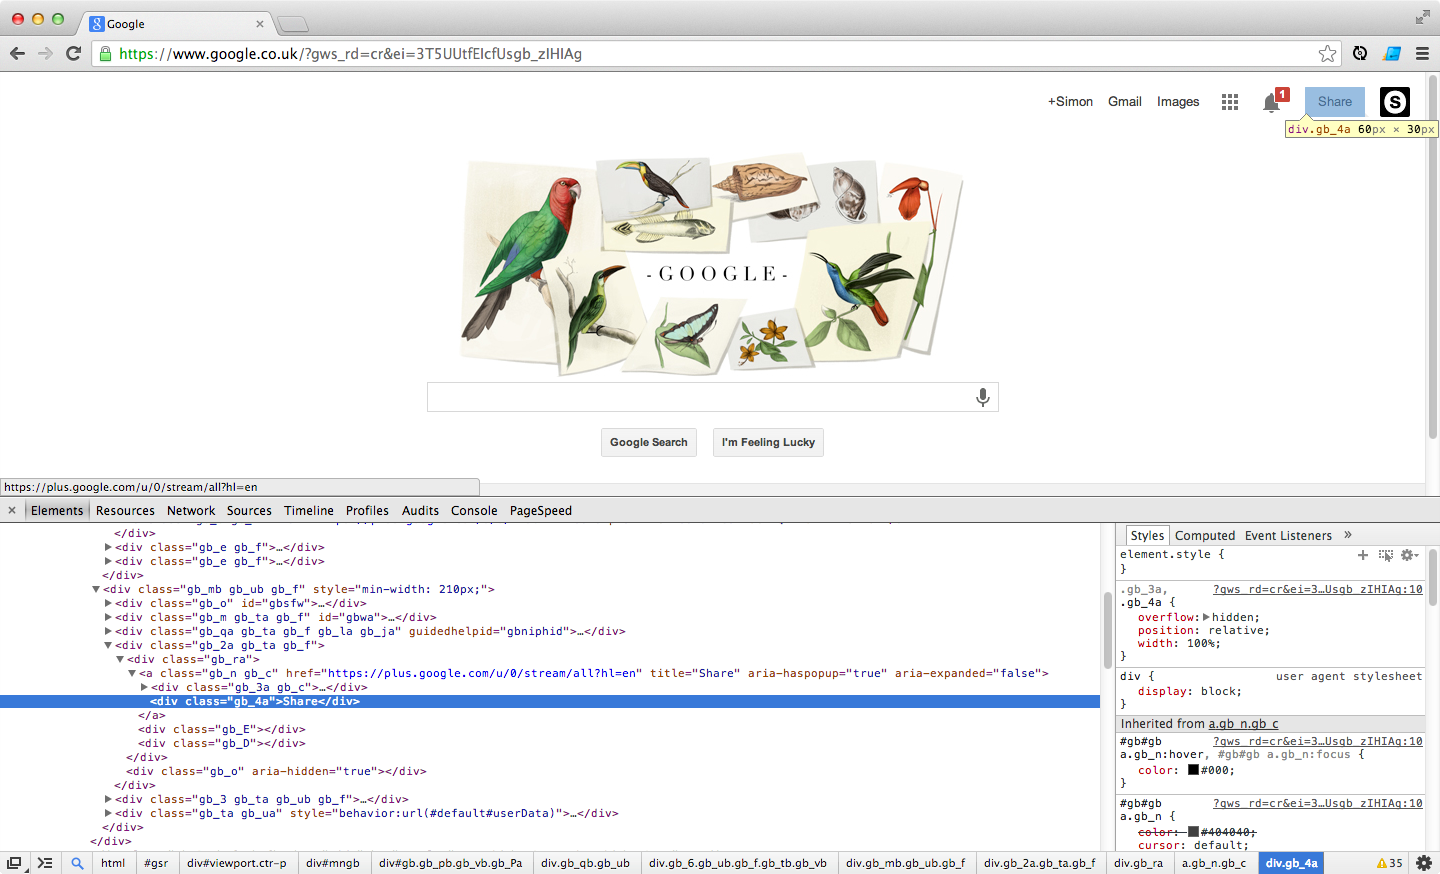 Google
https://www.google.co.uk/?gws_rd=cr&ei=3T5UUtfEIcfUsgb_zIHIAg
+Simon Gmail Images 1 Share S
div.gb_4a 60px × 30px
- GOOGLE -
Google Search I'm Feeling Lucky
https://plus.google.com/u/0/stream/all?hl=en
× Elements Resources Network Sources Timeline Profiles Audits Console PageSpeed
</div>
▶<div class="gb_e gb_f">…</div>
▶<div class="gb_e gb_f">…</div>
</div>
▼<div class="gb_mb gb_ub gb_f" style="min-width: 210px;">
▶<div class="gb_o" id="gbsfw">…</div>
▶<div class="gb_m gb_ta gb_f" id="gbwa">…</div>
▶<div class="gb_qa gb_ta gb_f gb_la gb_ja" guidedhelpid="gbniphid">…</div>
▼<div class="gb_2a gb_ta gb_f">
▼<div class="gb_ra">
▼<a class="gb_n gb_c" href="https://plus.google.com/u/0/stream/all?hl=en" title="Share" aria-haspopup="true" aria-expanded="false">
▶<div class="gb_3a gb_c">…</div>
<div class="gb_4a">Share</div>
</a>
<div class="gb_E"></div>
<div class="gb_D"></div>
</div>
<div class="gb_o" aria-hidden="true"></div>
</div>
▶<div class="gb_3 gb_ta gb_ub gb_f">…</div>
▶<div class="gb_ta gb_ua" style="behavior:url(#default#userData)">…</div>
</div>
</div>
Styles Computed Event Listeners »
element.style {
}
.gb_3a, ?gws_rd=cr&ei=3…Usgb_zIHIAg:10
.gb_4a {
overflow:▶hidden;
position: relative;
width: 100%;
}
div { user agent stylesheet
display: block;
}
Inherited from a.gb_n.gb_c
#gb#gb ?gws_rd=cr&ei=3…Usgb_zIHIAg:10
a.gb_n:hover, #gb#gb a.gb_n:focus {
color: #000;
}
#gb#gb ?gws_rd=cr&ei=3…Usgb_zIHIAg:10
a.gb_n {
color: #404040;
cursor: default;
html #gsr div#viewport.ctr-p div#mngb div#gb.gb_pb.gb_vb.gb_Pa div.gb_qb.gb_ub div.gb_6.gb_ub.gb_f.gb_tb.gb_vb div.gb_mb.gb_ub.gb_f div.gb_2a.gb_ta.gb_f div.gb_ra a.gb_n.gb_c div.gb_4a 35